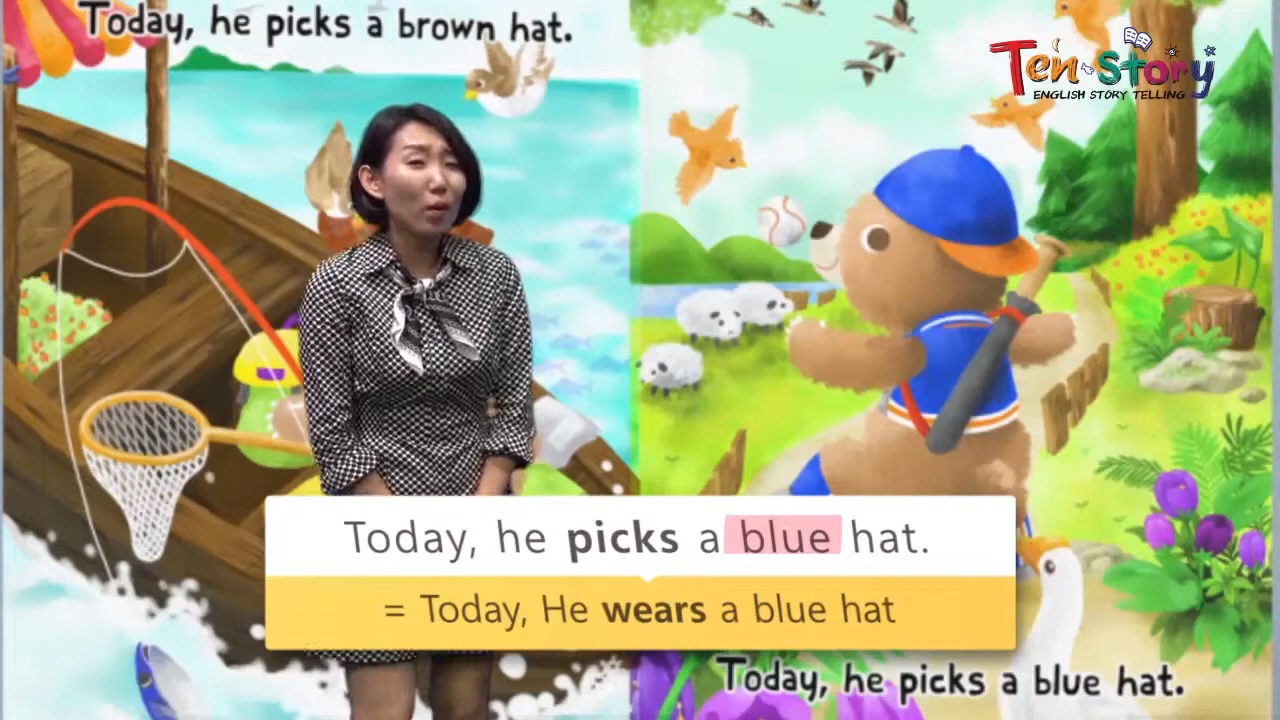 Today, he picks a brown hat.
Ten Story
ENGLISH STORY TELLING
Today, he picks a blue hat.
= Today, He wears a blue hat
Today, he picks a blue hat.